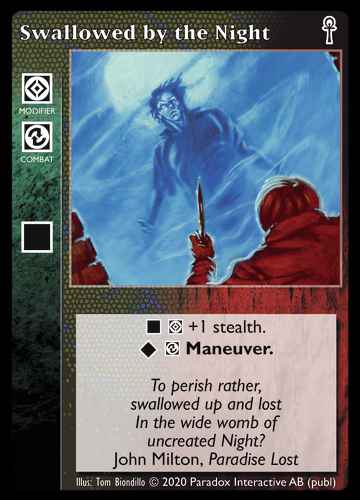 Swallowed by the Night
MODIFIER
COMBAT
+1 stealth.
Maneuver.
To perish rather,
swallowed up and lost
In the wide womb of
uncreated Night?
John Milton, Paradise Lost
Illus: Tom Biondillo © 2020 Paradox Interactive AB (publ)